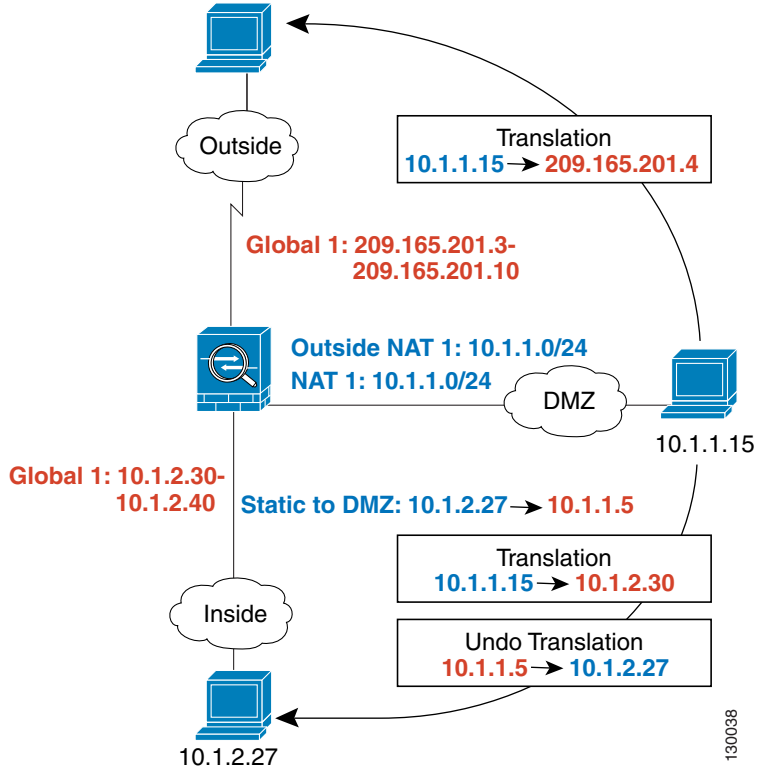 Outside
Translation
10.1.1.15 → 209.165.201.4
Global 1: 209.165.201.3-
209.165.201.10
Outside NAT 1: 10.1.1.0/24
NAT 1: 10.1.1.0/24
DMZ
10.1.1.15
Global 1: 10.1.2.30-
10.1.2.40
Static to DMZ: 10.1.2.27 → 10.1.1.5
Translation
10.1.1.15 → 10.1.2.30
Inside
Undo Translation
10.1.1.5 → 10.1.2.27
10.1.2.27
130038